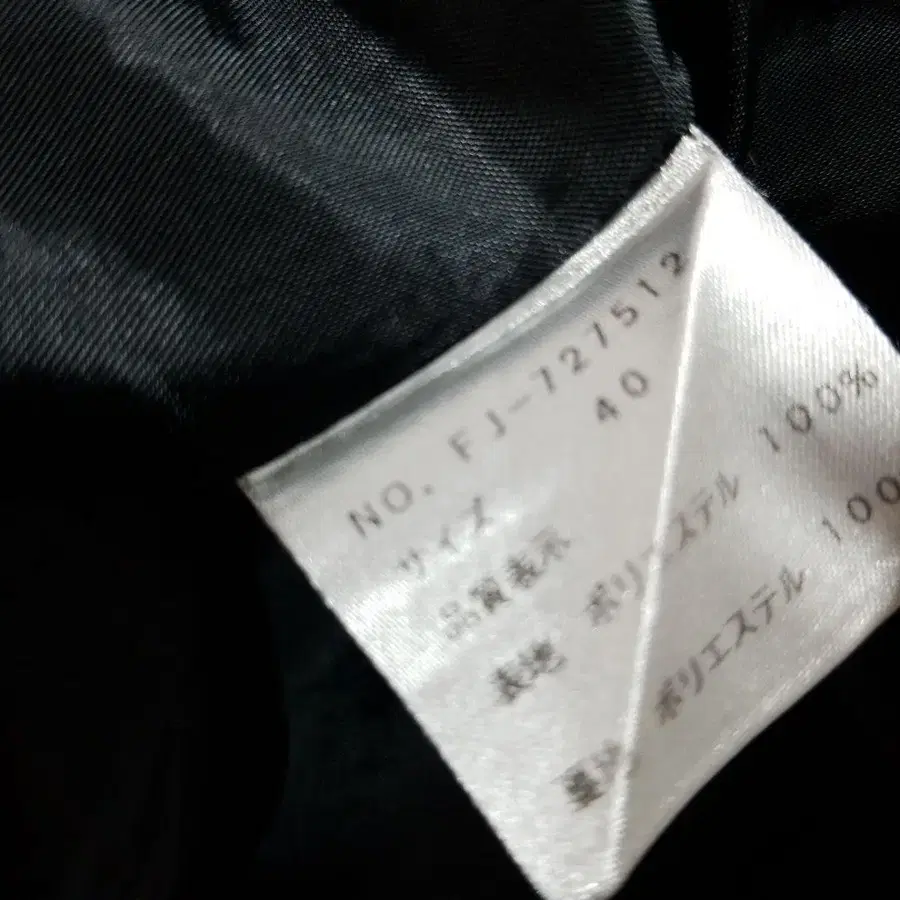 NO. FJ-727512
サイズ 40
品質表示
表地 ポリエステル 100%
裏地 ポリエステル 100